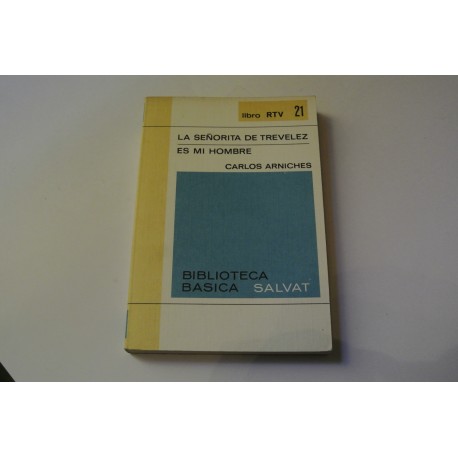 libro RTV 21
LA SEÑORITA DE TREVELEZ
ES MI HOMBRE
CARLOS ARNICHES
BIBLIOTECA
BASICA SALVAT